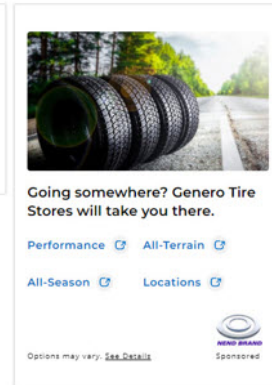 Going somewhere? Genero Tire
Stores will take you there.
Performance
All-Terrain
All-Season
Locations
NENO BRAND
Options may vary. See Details
Sponsored